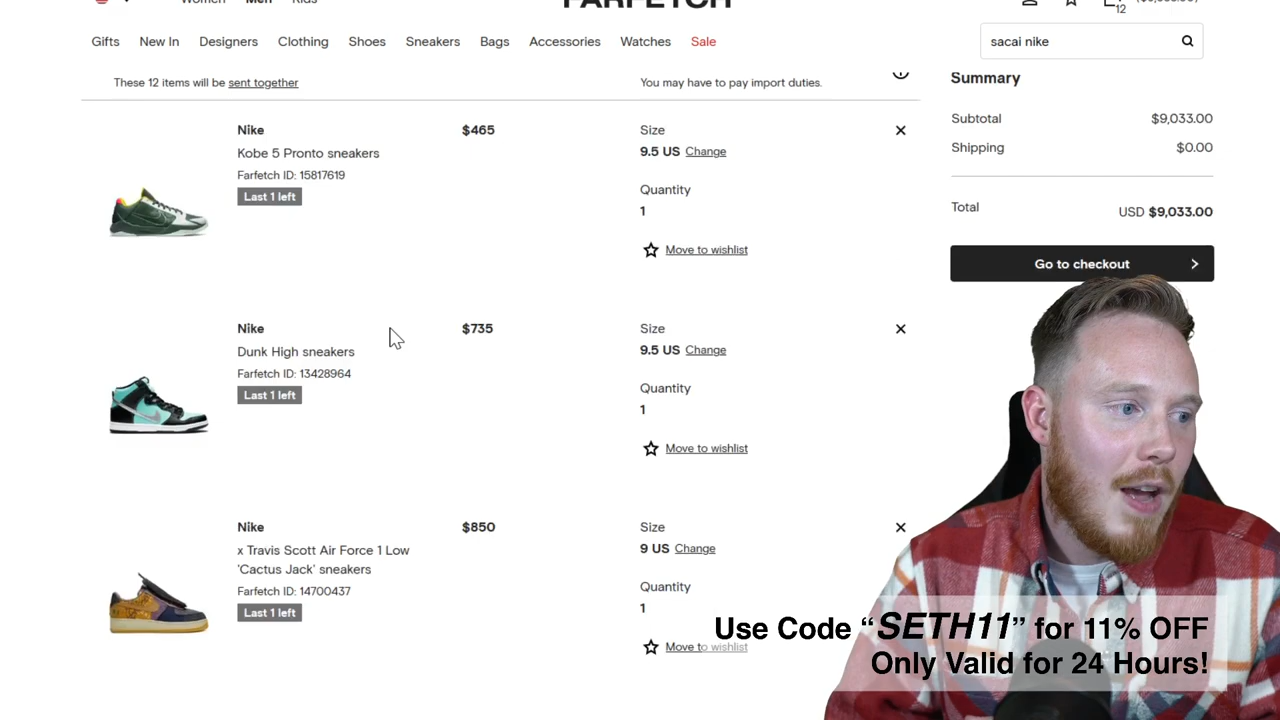 Women Men Kids
FARFETCH
12
Gifts New In Designers Clothing Shoes Sneakers Bags Accessories Watches Sale
sacai nike
These 12 items will be sent together
You may have to pay import duties.
Summary
Subtotal $9,033.00
Shipping $0.00
Total USD $9,033.00
Go to checkout
Nike
Kobe 5 Pronto sneakers
Farfetch ID: 15817619
Last 1 left
$465
Size
9.5 US Change
Quantity
1
Move to wishlist
Nike
Dunk High sneakers
Farfetch ID: 13428964
Last 1 left
$735
Size
9.5 US Change
Quantity
1
Move to wishlist
Nike
x Travis Scott Air Force 1 Low
'Cactus Jack' sneakers
Farfetch ID: 14700437
Last 1 left
$850
Size
9 US Change
Quantity
1
Move to wishlist
Use Code “SETH11” for 11% OFF
Only Valid for 24 Hours!